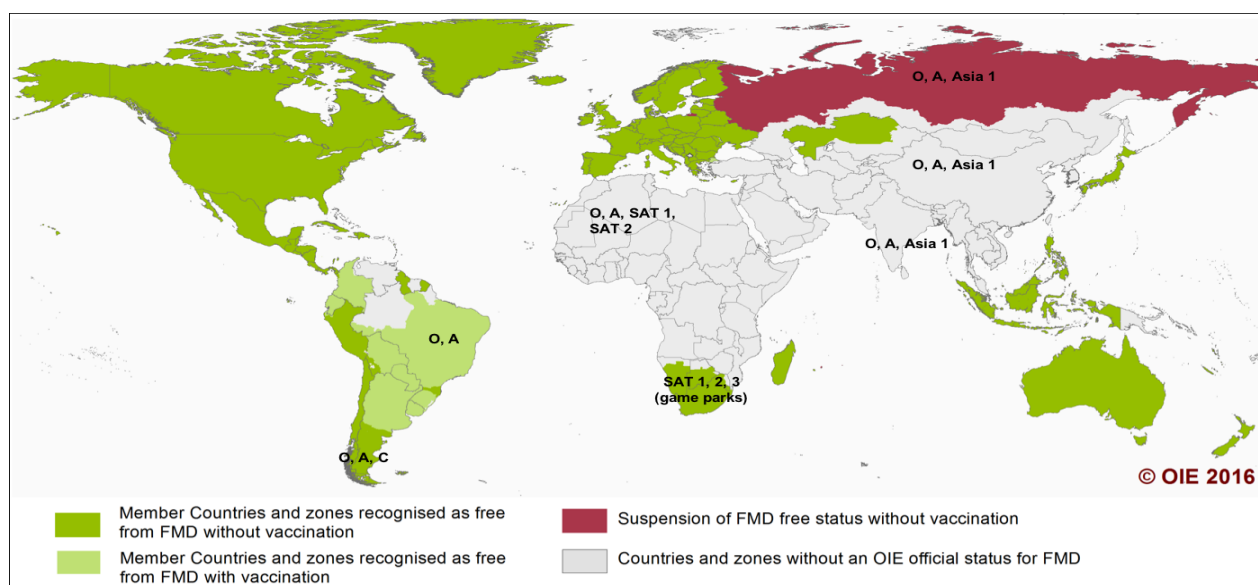 O, A, Asia 1
O, A, Asia 1
O, A, SAT 1,
SAT 2
O, A, Asia 1
O, A
SAT 1, 2, 3
(game parks)
O, A, C
© OIE 2016
Member Countries and zones recognised as free
from FMD without vaccination
Member Countries and zones recognised as free
from FMD with vaccination
Suspension of FMD free status without vaccination
Countries and zones without an OIE official status for FMD